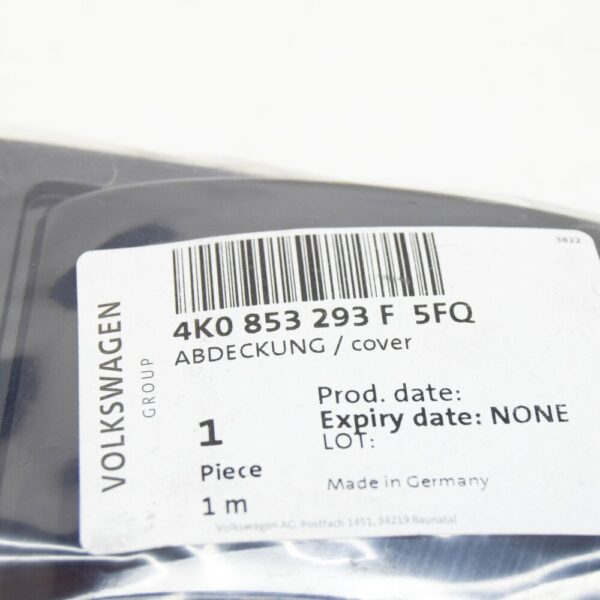 3822
4K0 853 293 F 5FQ
ABDECKUNG / cover
VOLKSWAGEN
GROUP
Prod. date:
Expiry date: NONE
LOT:
1
Piece
1 m
Made in Germany
Volkswagen AG, Postfach 1451, 34219 Baunatal